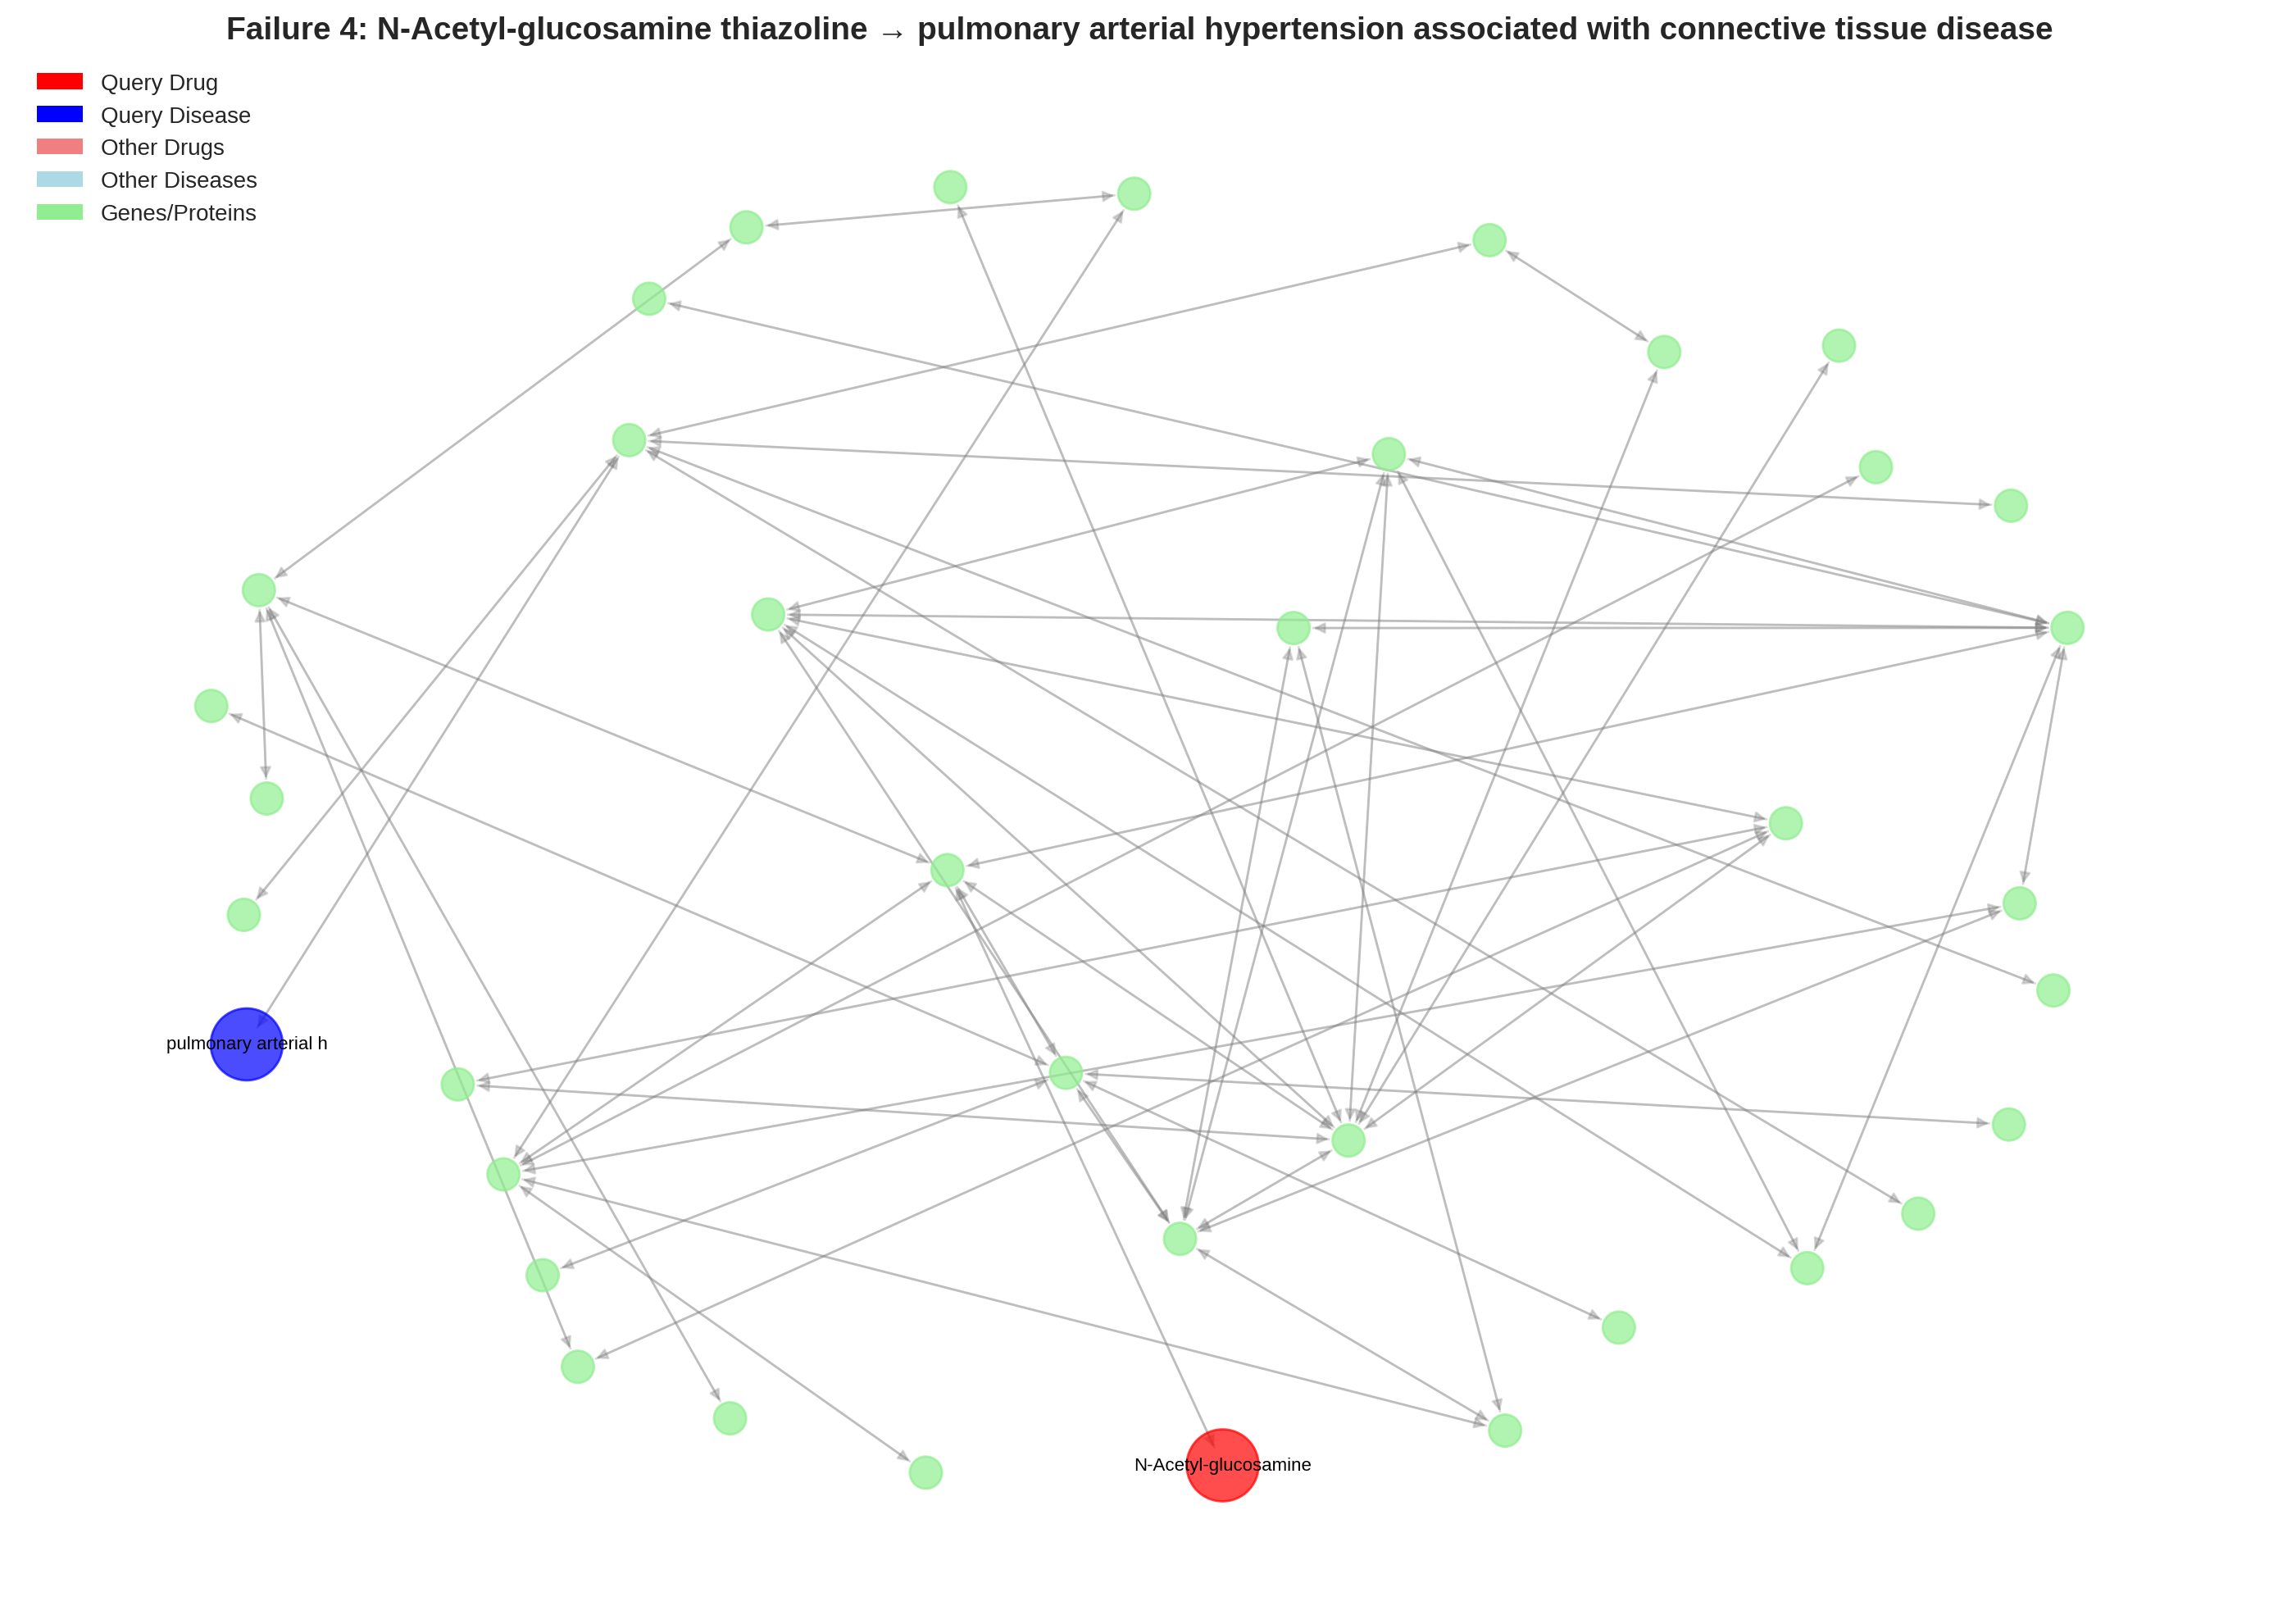 Failure 4: N-Acetyl-glucosamine thiazoline → pulmonary arterial hypertension associated with connective tissue disease
Query Drug
Query Disease
Other Drugs
Other Diseases
Genes/Proteins
pulmonary arterial h
N-Acetyl-glucosamine